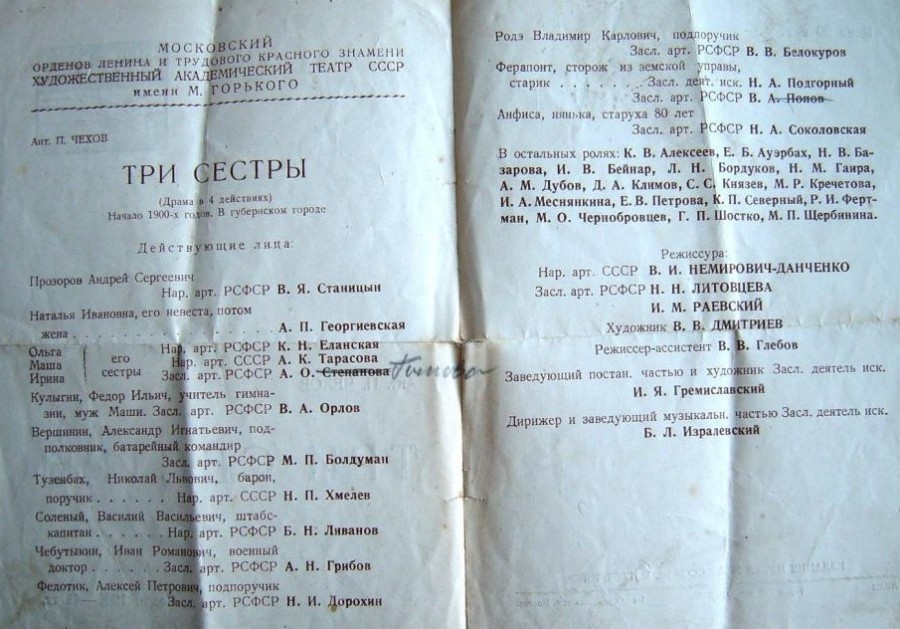 МОСКОВСКИЙ
ОРДЕНОВ ЛЕНИНА И ТРУДОВОГО КРАСНОГО ЗНАМЕНИ
ХУДОЖЕСТВЕННЫЙ АКАДЕМИЧЕСКИЙ ТЕАТР СССР
имени М. ГОРЬКОГО
Ант. П. ЧЕХОВ
ТРИ СЕСТРЫ
(Драма в 4 действиях)
Начало 1900-х годов. В губернском городе
Действующие лица:
Прозоров Андрей Сергеевич
Нар. арт. РСФСР В. Я. Станицын
Наталья Ивановна, его невеста, потом
жена . . . . . . . . . . . . . . . А. П. Георгиевская
Ольга Нар. арт. РСФСР К. Н. Еланская
Маша его сестры Нар. арт. СССР А. К. Тарасова
Ирина Засл. арт. РСФСР А. О. Степанова
Кулыгин, Федор Ильич, учитель гимна-
зии, муж Маши. Засл. арт. РСФСР В. А. Орлов
Вершинин, Александр Игнатьевич, под-
полковник, батарейный командир
Засл. арт. РСФСР М. П. Болдуман
Тузенбах, Николай Львович, барон,
поручик . . . . . . Нар. арт. СССР Н. П. Хмелев
Соленый, Василий Васильевич, штабс-
капитан . . . . . . Нар. арт. РСФСР Б. Н. Ливанов
Чебутыкин, Иван Романович, военный
доктор . . . . . Засл. арт. РСФСР А. Н. Грибов
Федотик, Алексей Петрович, подпоручик
Засл. арт. РСФСР Н. И. Дорохин
Родэ Владимир Карлович, подпоручик
Засл. арт. РСФСР В. В. Белокуров
Ферапонт, сторож из земской управы,
старик . . . . . . . Засл. деят. иск. Н. А. Подгорный
Засл. арт. РСФСР В. А. Попов
Анфиса, нянька, старуха 80 лет
Засл. арт. РСФСР Н. А. Соколовская
В остальных ролях: К. В. Алексеев, Е. Б. Ауэрбах, Н. В. Ба-
зарова, И. В. Бейнар, Л. Н. Бордуков, Н. М. Гаира,
А. М. Дубов, Д. А. Климов, С. С. Князев, М. Р. Кречетова,
И. А. Меснянкина, Е. В. Петрова, К. П. Северный, Р. И. Ферт-
ман, М. О. Чернобровцев, Г. П. Шостко, М. П. Щербинина.
Режиссура:
Нар. арт. СССР В. И. НЕМИРОВИЧ-ДАНЧЕНКО
Засл. арт. РСФСР Н. Н. ЛИТОВЦЕВА
И. М. РАЕВСКИЙ
Художник В. В. ДМИТРИЕВ
Режиссер-ассистент В. В. Глебов
Заведующий постан. частью и художник Засл. деятель иск.
И. Я. Гремиславский
Дирижер и заведующий музыкальн. частью Засл. деятель иск.
Б. Л. Изралевский